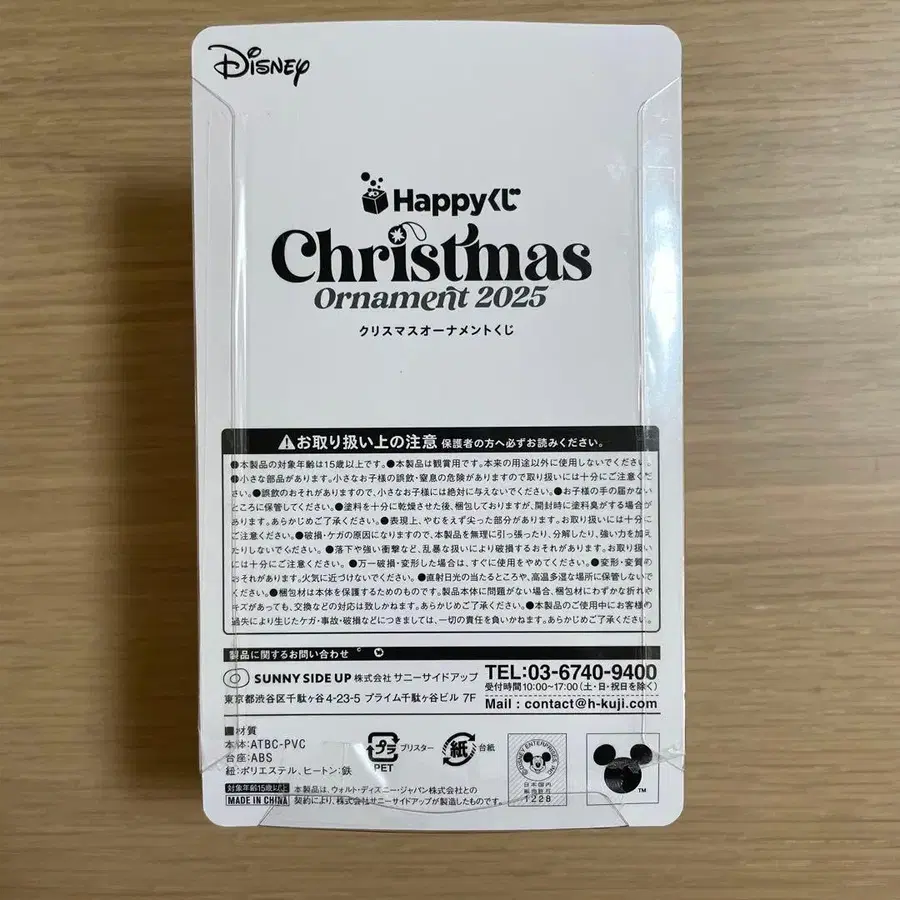 Disney
Happyくじ
Christmas
Ornament 2025
クリスマスオーナメントくじ
お取り扱い上の注意 保護者の方へ必ずお読みください。
●本製品の対象年齢は15歳以上です。●本製品は観賞用です。本来の用途以外に使用しないでください。
●小さな部品があります。小さなお子様の誤飲・窒息の危険がありますので取り扱いには十分にご注意くだ
さい。●誤飲のおそれがありますので、小さなお子様には絶対に与えないでください。●お子様の手の届かない
ところに保管してください。●塗料を十分に乾燥させた後、梱包しておりますが、開封時に塗料臭がする場合が
あります。あらかじめご了承ください。●表現上、やむをえず尖った部分があります。お取り扱いには十分に
ご注意ください。●破損・ケガの原因になりますので、本製品を無理に引っ張ったり、分解したり、強い力を加え
たりしないでください。●落下や強い衝撃など、乱暴な扱いにより破損するおそれがあります。お取り扱い
には十分にご注意ください。●万一破損・変形した場合は、すぐに使用をやめてください。●変形・変質の
おそれがあります。火気に近づけないでください。●直射日光の当たるところや、高温多湿な場所に保管しないで
ください。●梱包材は本体を保護するためのものです。製品本体に問題がない場合、梱包材にわずかな折れや
キズがあっても、交換などの対応は致しかねます。あらかじめご了承ください。●本製品のご使用中にお客様の
過失により生じたケガ・事故・破損などにつきましては、一切の責任を負いかねます。あらかじめご了承ください。
製品に関するお問い合わせ
SUNNY SIDE UP 株式会社 サニーサイドアップ
東京都渋谷区千駄ヶ谷4-23-5 プライム千駄ヶ谷ビル 7F
TEL:03-6740-9400
受付時間10:00~17:00(土・日・祝日を除く)
Mail : contact@h-kuji.com
■材質
本体:ATBC-PVC
台座:ABS
紐:ポリエステル、ヒートン:鉄
プラ ブリスター
PET
紙 台紙
©DISNEY ENTERPRISES, INC.
日本国内
販売許可
1228
TM
対象年齢15歳以上
MADE IN CHINA
本製品は、ウォルト・ディズニー・ジャパン株式会社との
契約により、株式会社サニーサイドアップが製造したものです。